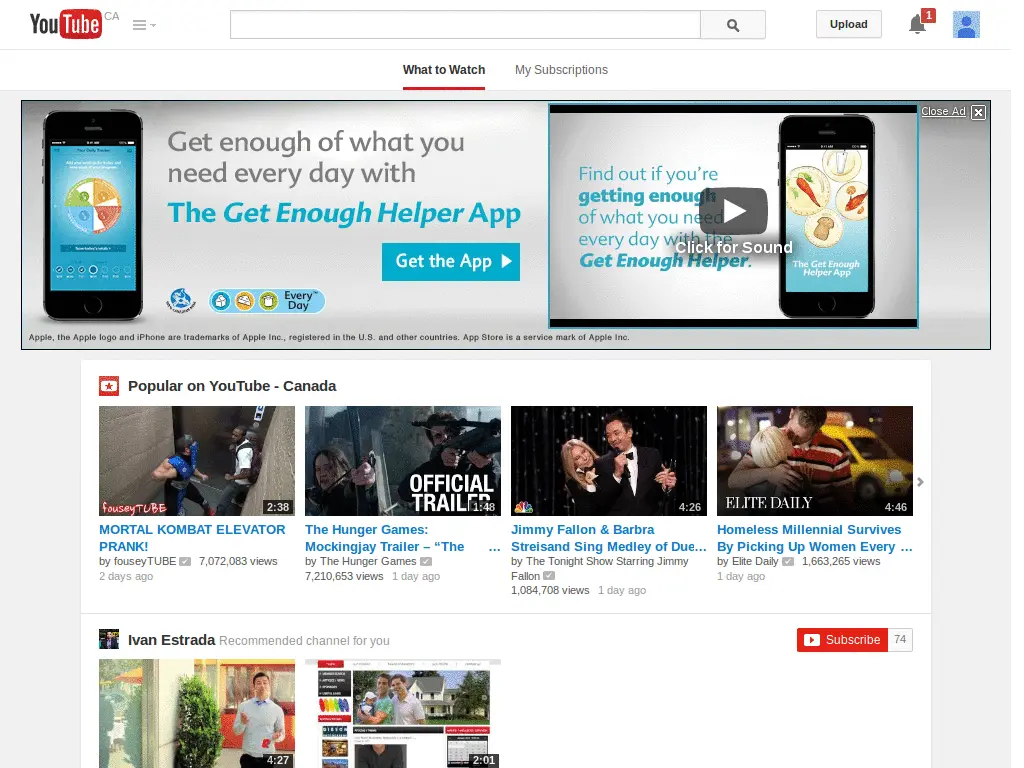 YouTube CA
Upload
1
What to Watch
My Subscriptions
Close Ad
Get enough of what you
need every day with
The Get Enough Helper App
Get the App
Every™
Day
Find out if you're
getting enough
of what you need
every day with the
Get Enough Helper.
Click for Sound
The Get Enough
Helper App
Apple, the Apple logo and iPhone are trademarks of Apple Inc., registered in the U.S. and other countries. App Store is a service mark of Apple Inc.
Popular on YouTube - Canada
fouseyTUBE
2:38
OFFICIAL
TRAILER
1:48
4:26
ELITE DAILY
4:46
MORTAL KOMBAT ELEVATOR
PRANK!
by fouseyTUBE 7,072,083 views
2 days ago
The Hunger Games:
Mockingjay Trailer – “The ...
by The Hunger Games
7,210,653 views 1 day ago
Jimmy Fallon & Barbra
Streisand Sing Medley of Due...
by The Tonight Show Starring Jimmy
Fallon
1,084,708 views 1 day ago
Homeless Millennial Survives
By Picking Up Women Every ...
by Elite Daily 1,663,265 views
1 day ago
Ivan Estrada Recommended channel for you
Subscribe 74
4:27
2:01